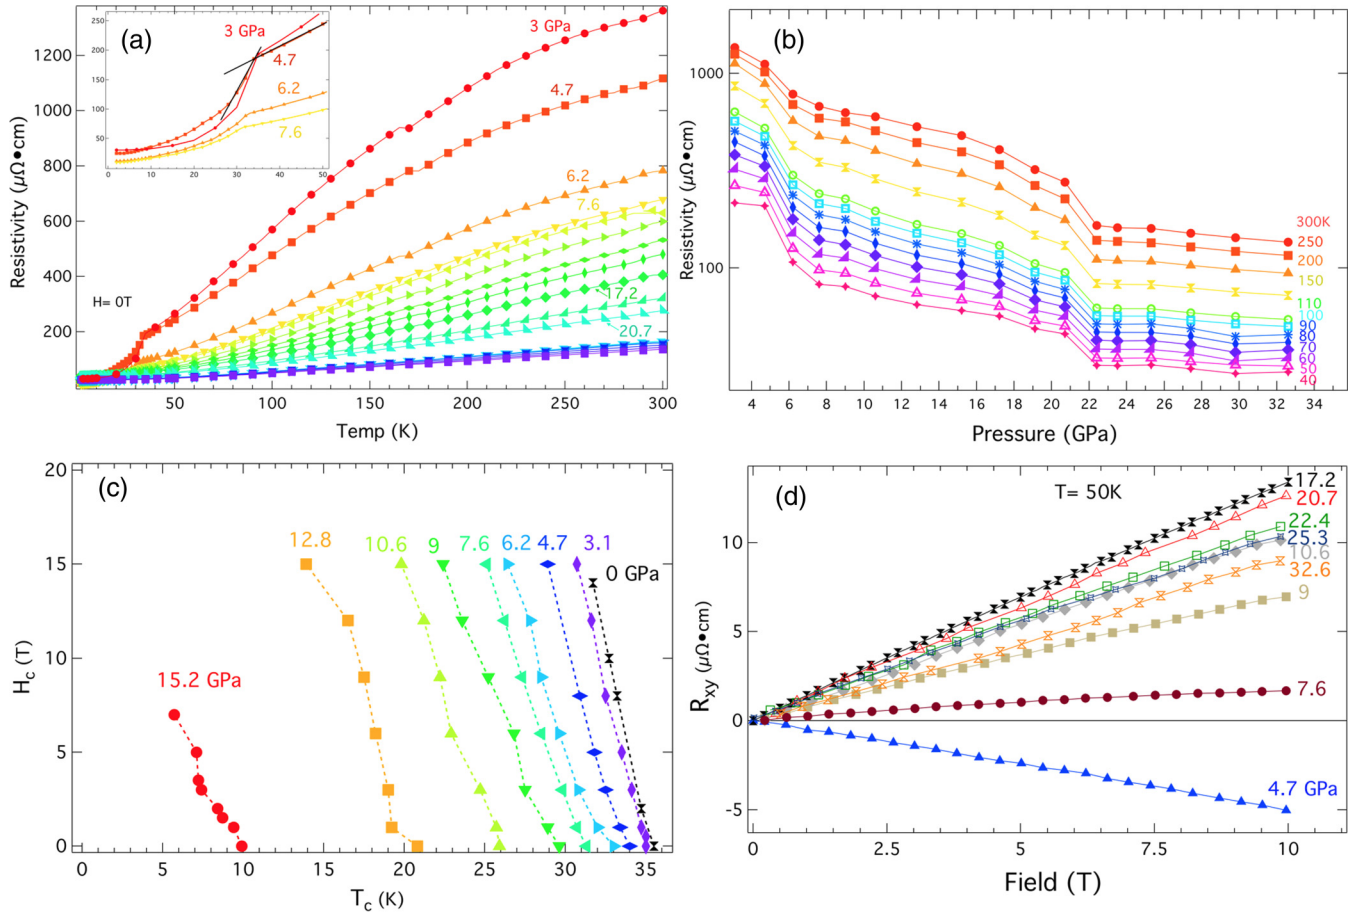 (a)
3 GPa
4.7
6.2
7.6
250
200
150
100
50
0 10 20 30 40 50
3 GPa
4.7
6.2
7.6
17.2
20.7
H= 0T
1200
1000
800
600
400
200
Resistivity (μΩ•cm)
50 100 150 200 250 300
Temp (K)
(b)
1000
100
Resistivity (μΩ•cm)
300K
250
200
150
110
100
90
80
70
60
50
40
4 6 8 10 12 14 16 18 20 22 24 26 28 30 32 34
Pressure (GPa)
(c)
20
15
10
5
0
Hc (T)
12.8
10.6
9
7.6
6.2
4.7
3.1
0 GPa
15.2 GPa
0 5 10 15 20 25 30 35
Tc (K)
(d)
T= 50K
17.2
20.7
22.4
25.3
10.6
32.6
9
7.6
4.7 GPa
10
5
0
-5
Rxy (μΩ•cm)
0 2.5 5.0 7.5 10
Field (T)